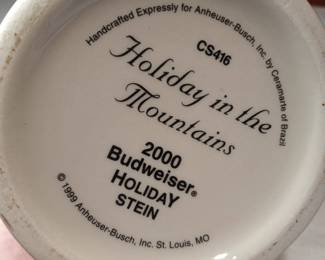 Handcrafted Expressly for Anheuser-Busch, Inc. by Ceramarte of Brazil
CS416
Holiday in the
Mountains
2000
Budweiser®
HOLIDAY
STEIN
© 1999 Anheuser-Busch, Inc. St. Louis, MO